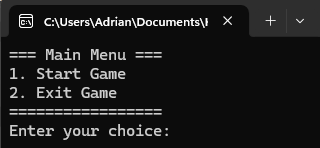 C:\Users\Adrian\Documents\
=== Main Menu ===
1. Start Game
2. Exit Game
=================
Enter your choice: